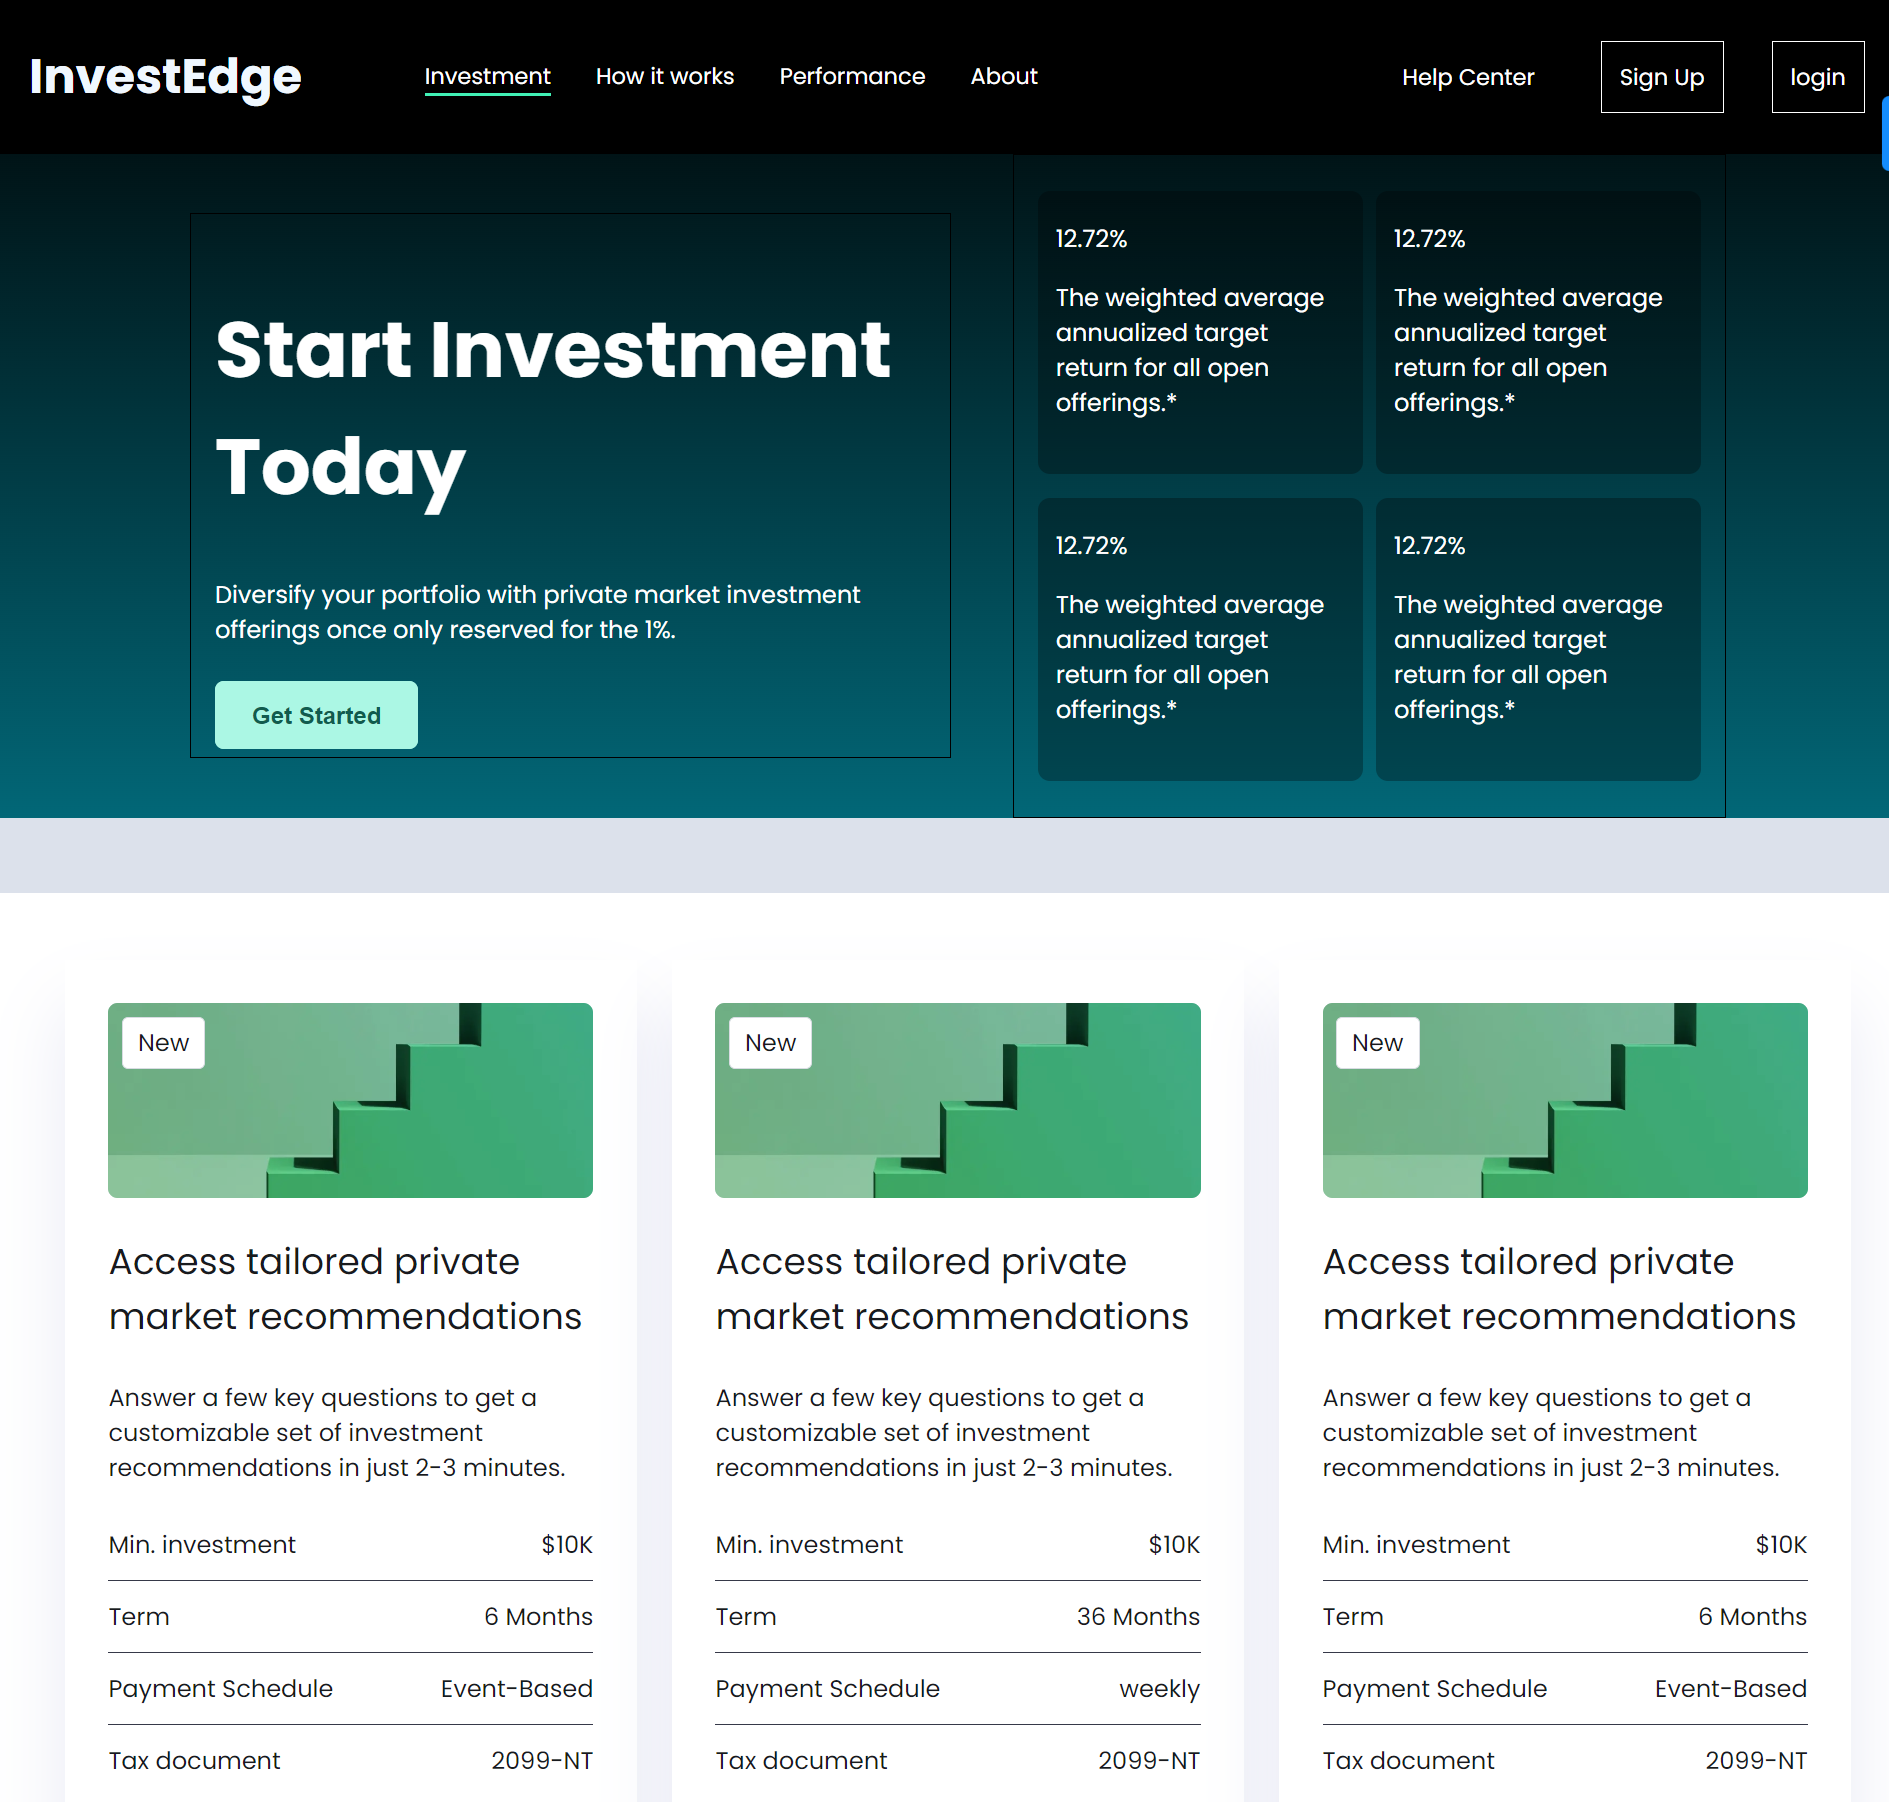 InvestEdge
Investment
How it works
Performance
About
Help Center
Sign Up
login
Start Investment
Today
Diversify your portfolio with private market investment
offerings once only reserved for the 1%.
Get Started
12.72%
The weighted average
annualized target
return for all open
offerings.*
12.72%
The weighted average
annualized target
return for all open
offerings.*
12.72%
The weighted average
annualized target
return for all open
offerings.*
12.72%
The weighted average
annualized target
return for all open
offerings.*
New
Access tailored private
market recommendations
Answer a few key questions to get a
customizable set of investment
recommendations in just 2-3 minutes.
Min. investment $10K
Term 6 Months
Payment Schedule Event-Based
Tax document 2099-NT
New
Access tailored private
market recommendations
Answer a few key questions to get a
customizable set of investment
recommendations in just 2-3 minutes.
Min. investment $10K
Term 36 Months
Payment Schedule weekly
Tax document 2099-NT
New
Access tailored private
market recommendations
Answer a few key questions to get a
customizable set of investment
recommendations in just 2-3 minutes.
Min. investment $10K
Term 6 Months
Payment Schedule Event-Based
Tax document 2099-NT